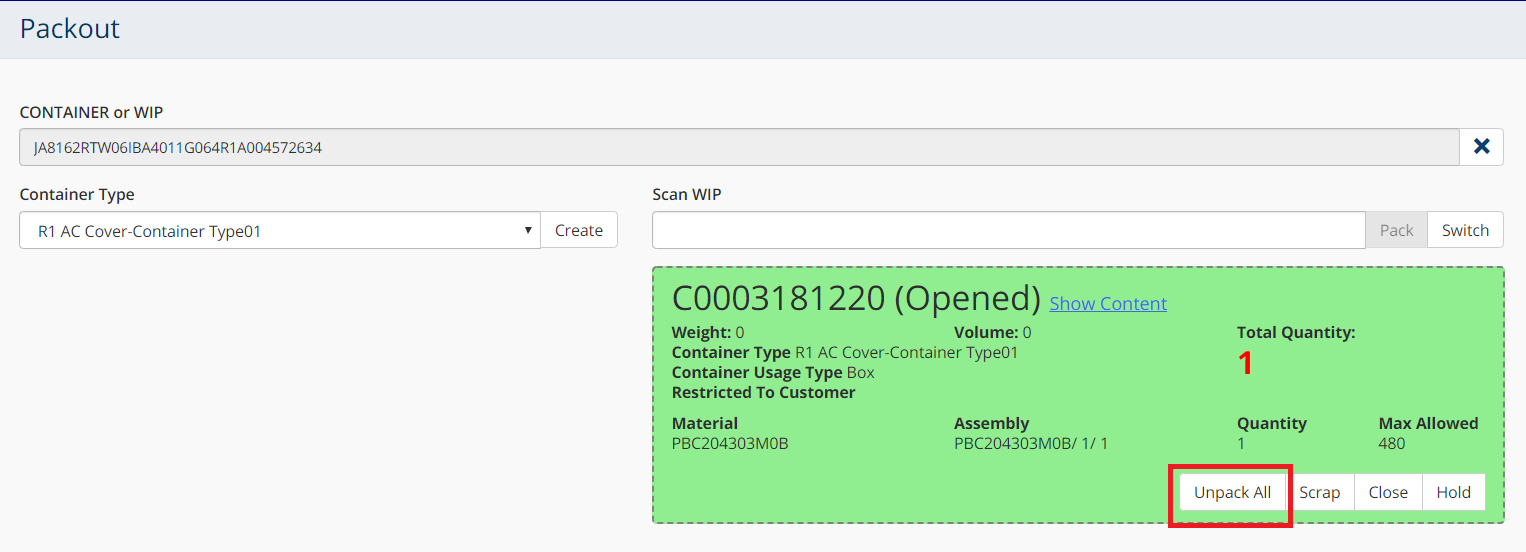 Packout
CONTAINER or WIP
JA8162RTW06IBA4011G064R1A004572634
Container Type
Scan WIP
R1 AC Cover-Container Type01
Create
Pack
Switch
C0003181220 (Opened) Show Content
Weight: 0
Volume: 0
Total Quantity:
Container Type R1 AC Cover-Container Type01
1
Container Usage Type Box
Restricted To Customer
Material
Assembly
Quantity
Max Allowed
PBC204303M0B
PBC204303M0B/ 1/ 1
1
480
Unpack All
Scrap
Close
Hold